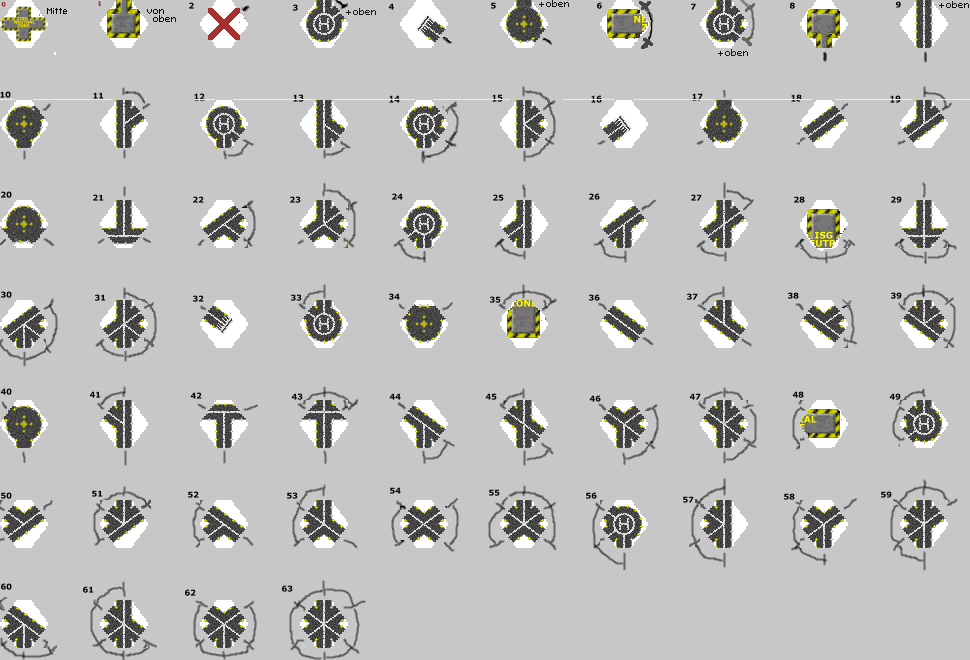 0 Mitte 1 von oben 2 3 +oben 4 5 +oben 6 7 +oben 8 9 +oben
10 11 12 13 14 15 16 17 18 19
20 21 22 23 24 25 26 27 28 29
ISG
30 31 32 33 34 35 36 37 38 39
40 41 42 43 44 45 46 47 48 49
50 51 52 53 54 55 56 57 58 59
60 61 62 63